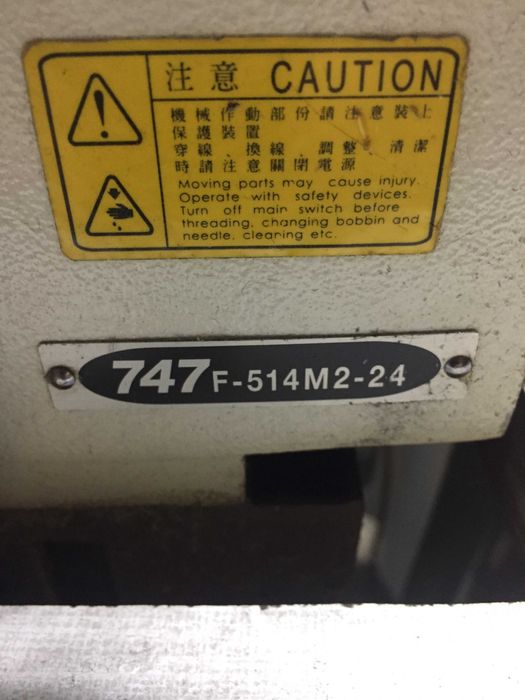 注意 CAUTION
機械作動部份請注意裝上
保護裝置
穿線、換線、調整、清潔
時請注意關閉電源
Moving parts may cause injury.
Operate with safety devices.
Turn off main switch before
threading, changing bobbin and
needle, cleaning etc.
747 F-514M2-24